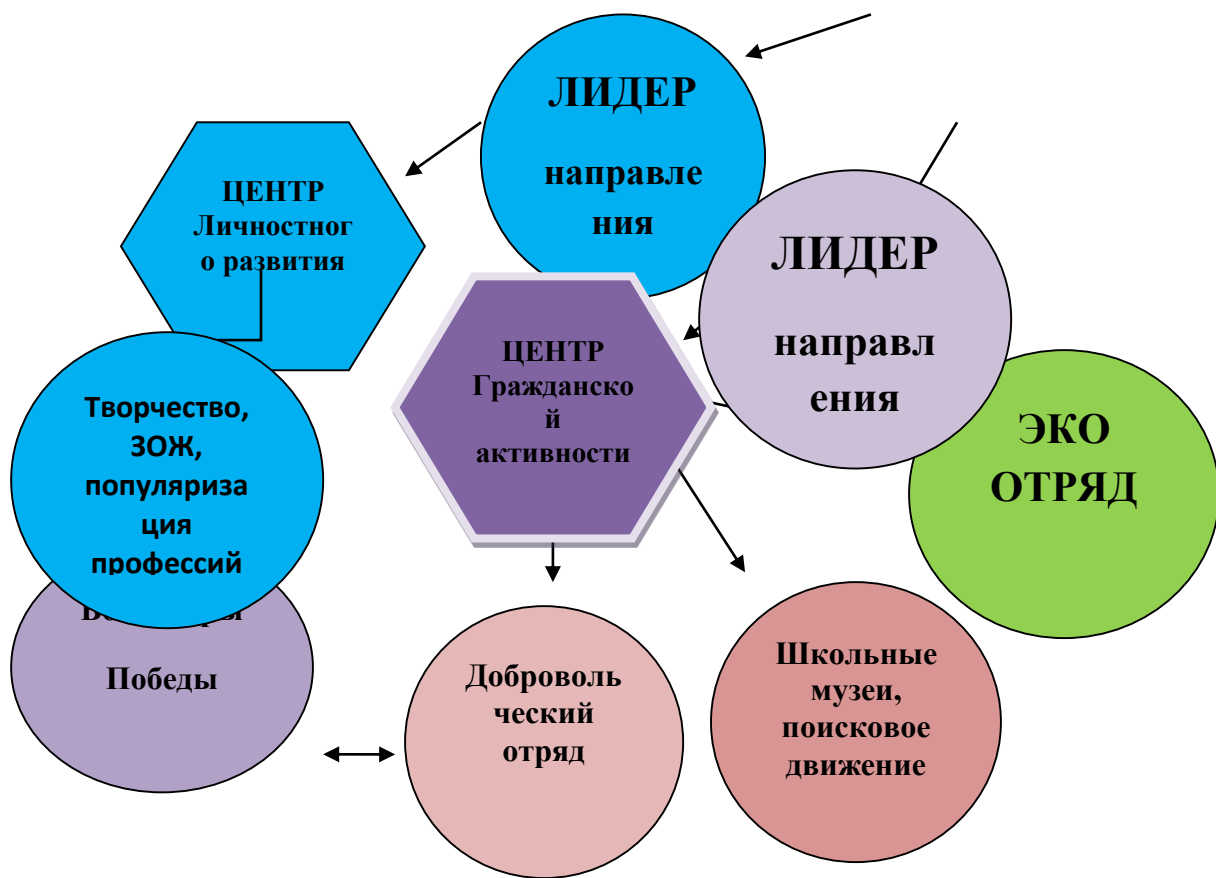 ЛИДЕР
направле
ния
ЦЕНТР
Личностног
о развития
ЛИДЕР
направл
ения
ЦЕНТР
Гражданско
й
активности
Творчество,
ЗОЖ,
популяриза
ция
профессий
ЭКО
ОТРЯД
Победы
Доброволь
ческий
отряд
Школьные
музеи,
поисковое
движение